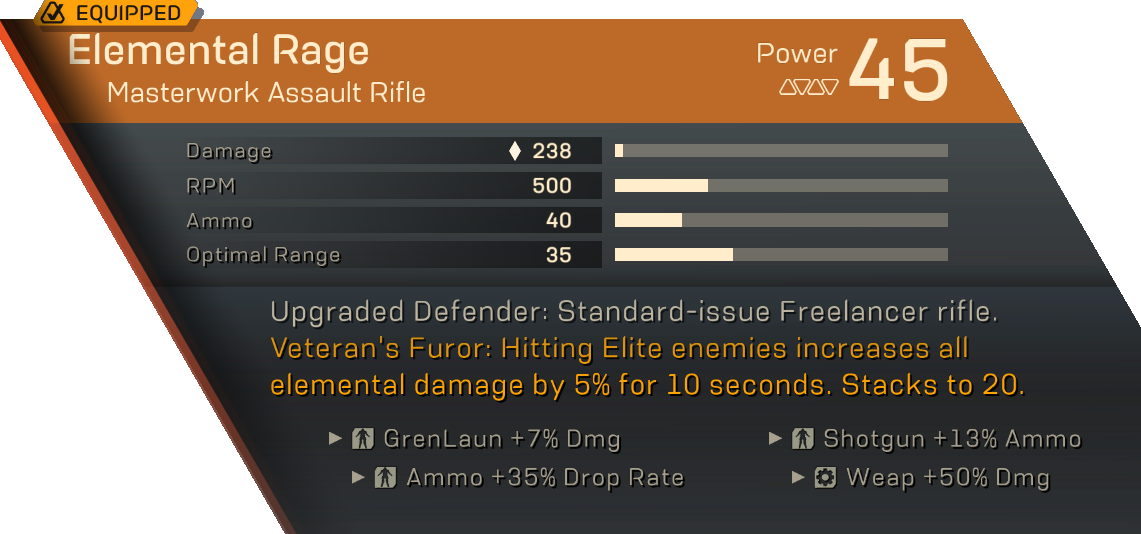 EQUIPPED
Elemental Rage
Masterwork Assault Rifle
Power 45
Damage 238
RPM 500
Ammo 40
Optimal Range 35
Upgraded Defender: Standard-issue Freelancer rifle.
Veteran's Furor: Hitting Elite enemies increases all
elemental damage by 5% for 10 seconds. Stacks to 20.
GrenLaun +7% Dmg Shotgun +13% Ammo
Ammo +35% Drop Rate Weap +50% Dmg